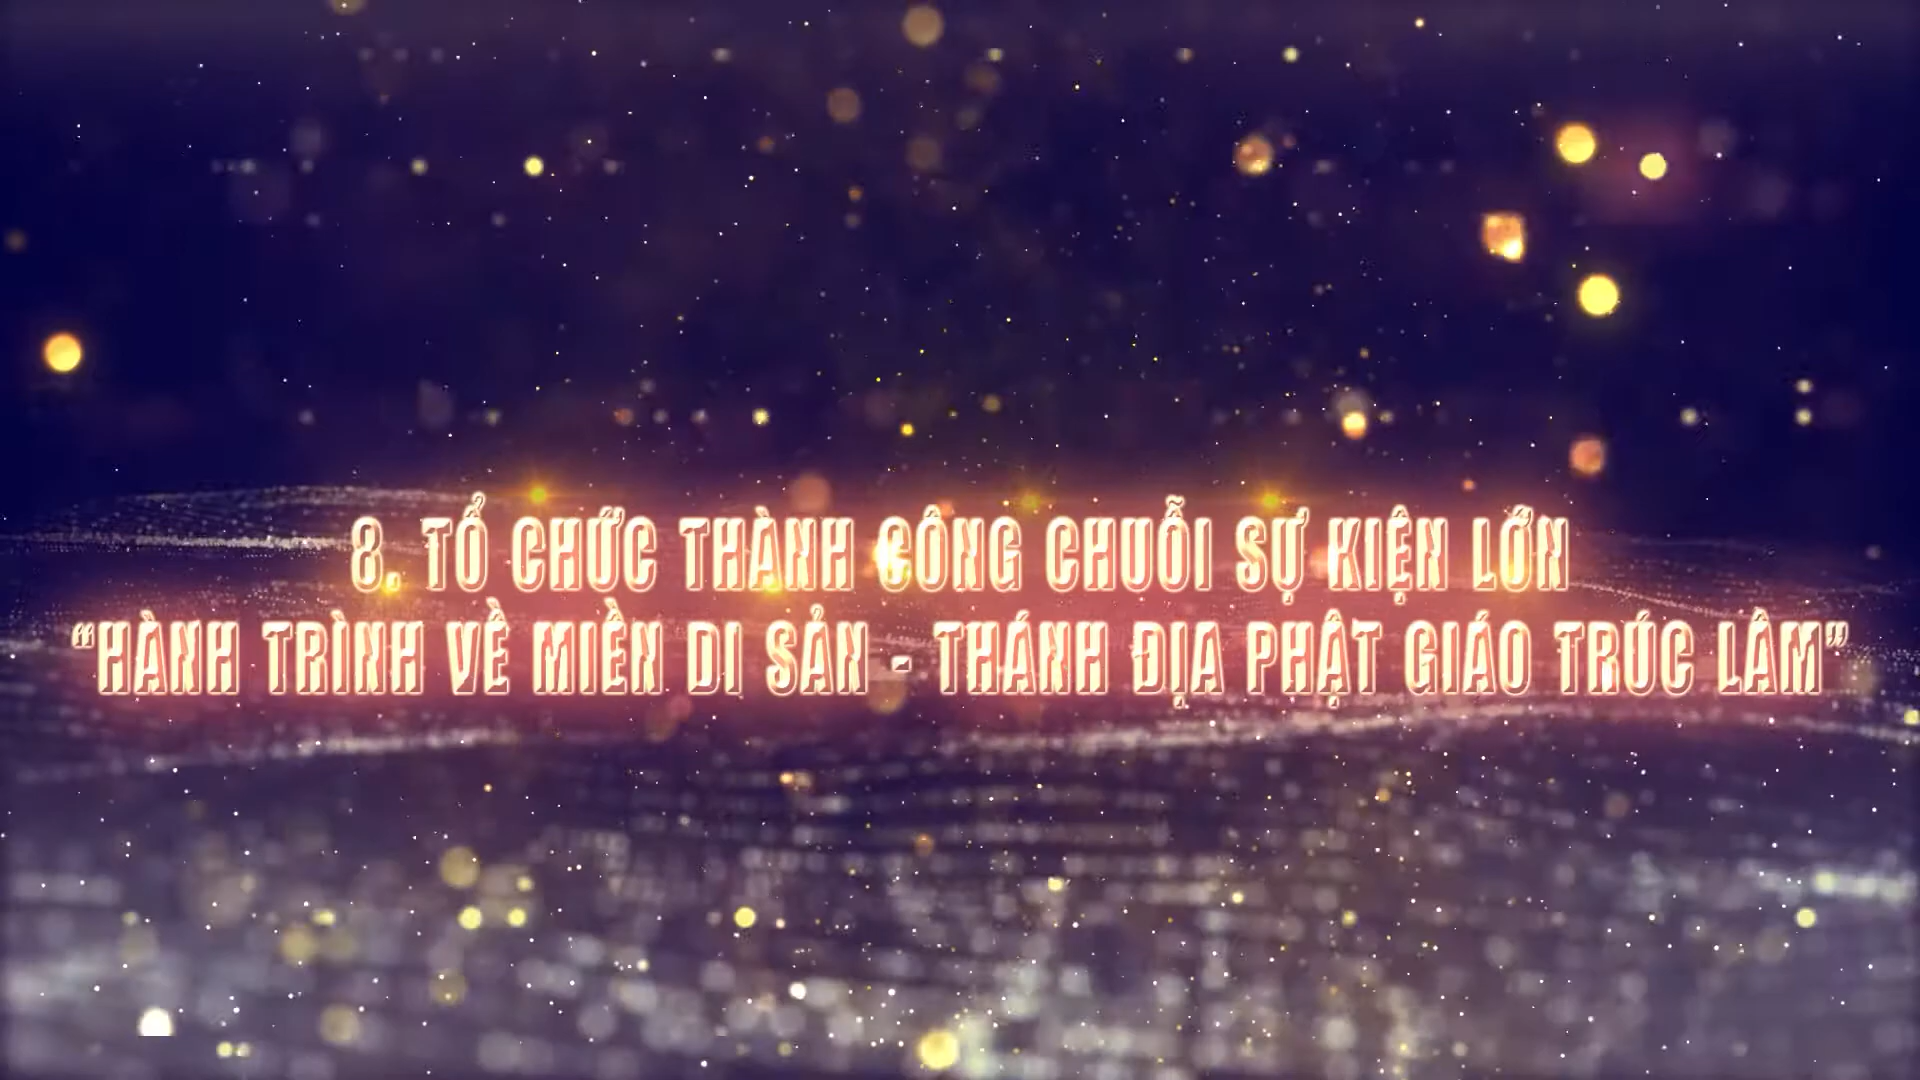 8. TỔ CHỨC THÀNH CÔNG CHUỖI SỰ KIỆN LỚN
“HÀNH TRÌNH VỀ MIỀN DI SẢN - THÁNH ĐỊA PHẬT GIÁO TRÚC LÂM”